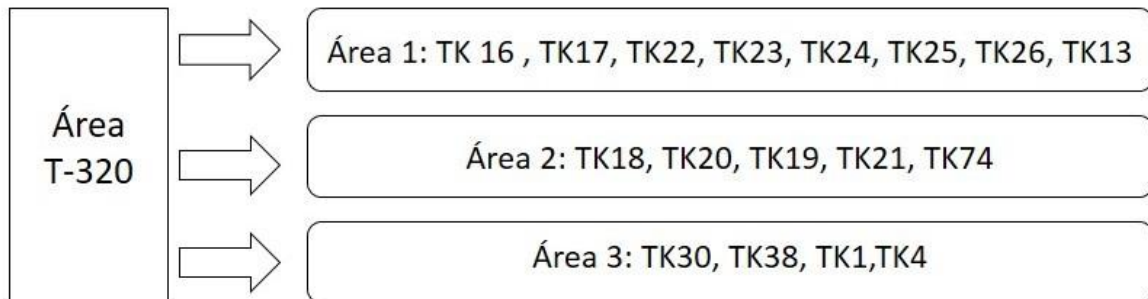 Área
T-320
Área 1: TK 16 , TK17, TK22, TK23, TK24, TK25, TK26, TK13
Área 2: TK18, TK20, TK19, TK21, TK74
Área 3: TK30, TK38, TK1,TK4